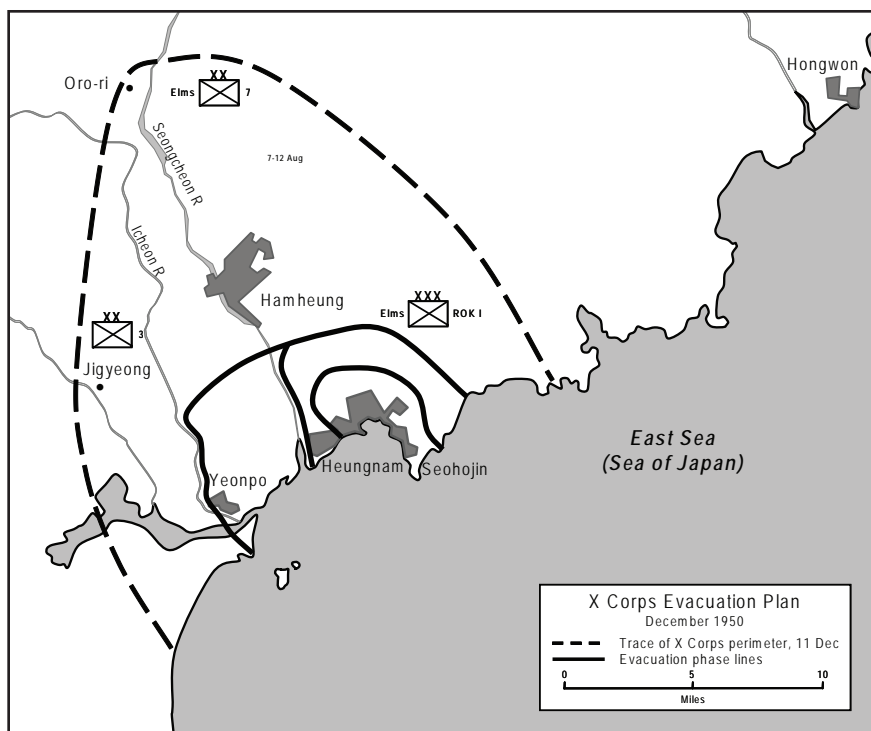 Hongwon
Oro-ri
XX
Elms 7
Seongcheon R
7-12 Aug
Icheon R
Hamheung
XXX
Elms ROK I
XX
3
Jigyeong
East Sea
(Sea of Japan)
Yeonpo
Heungnam
Seohojin
X Corps Evacuation Plan
December 1950
Trace of X Corps perimeter, 11 Dec
Evacuation phase lines
0 5 10
Miles